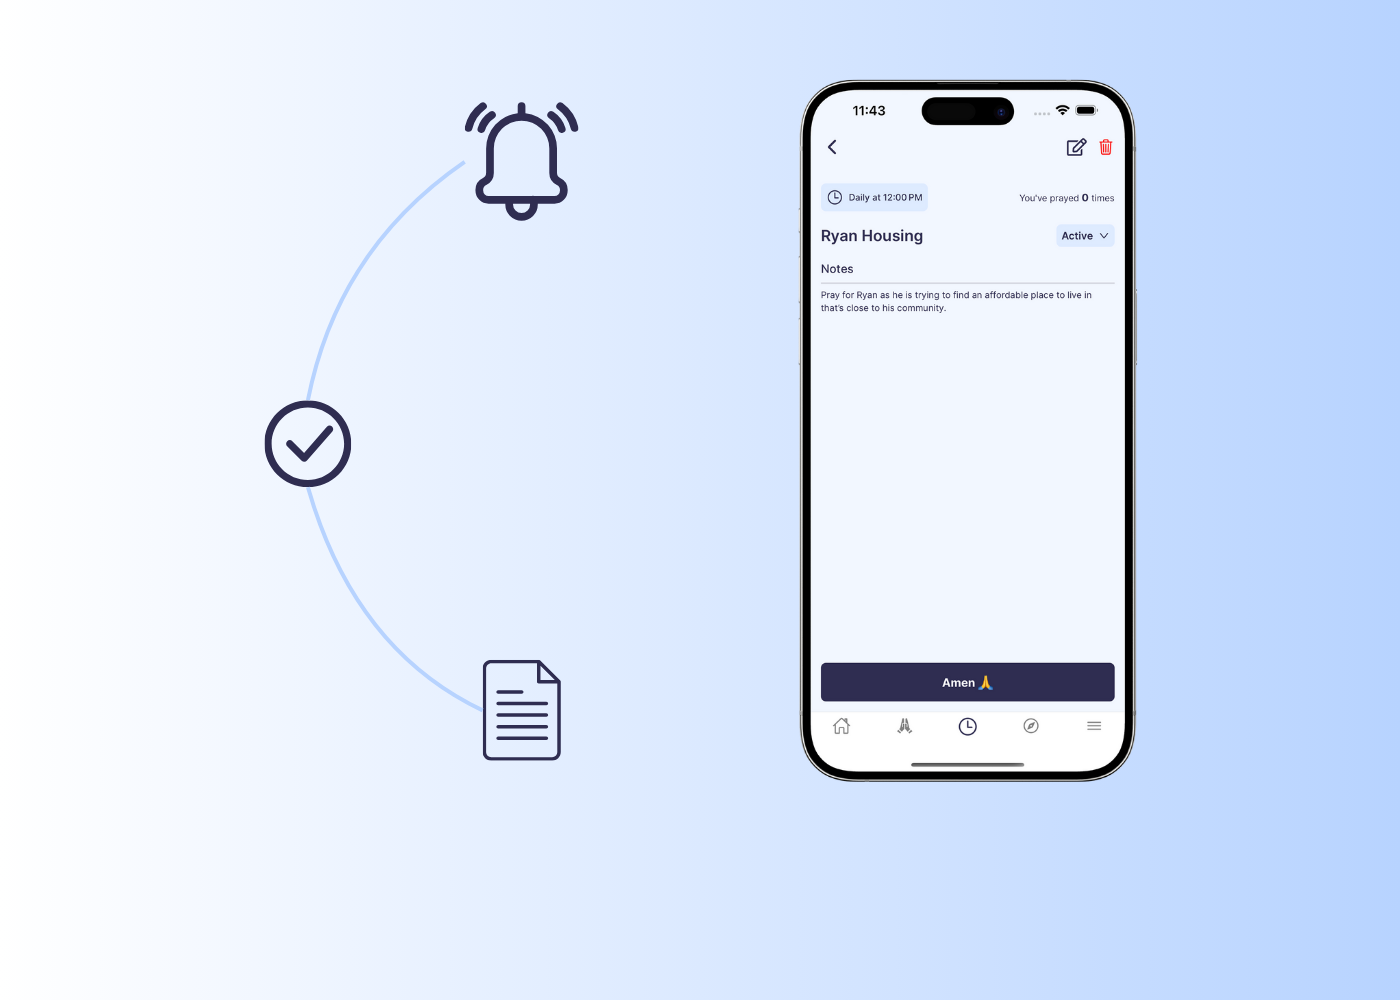 11:43
Daily at 12:00 PM
You've prayed 0 times
Ryan Housing
Active
Notes
Pray for Ryan as he is trying to find an affordable place to live in
that's close to his community.
Amen 🙏